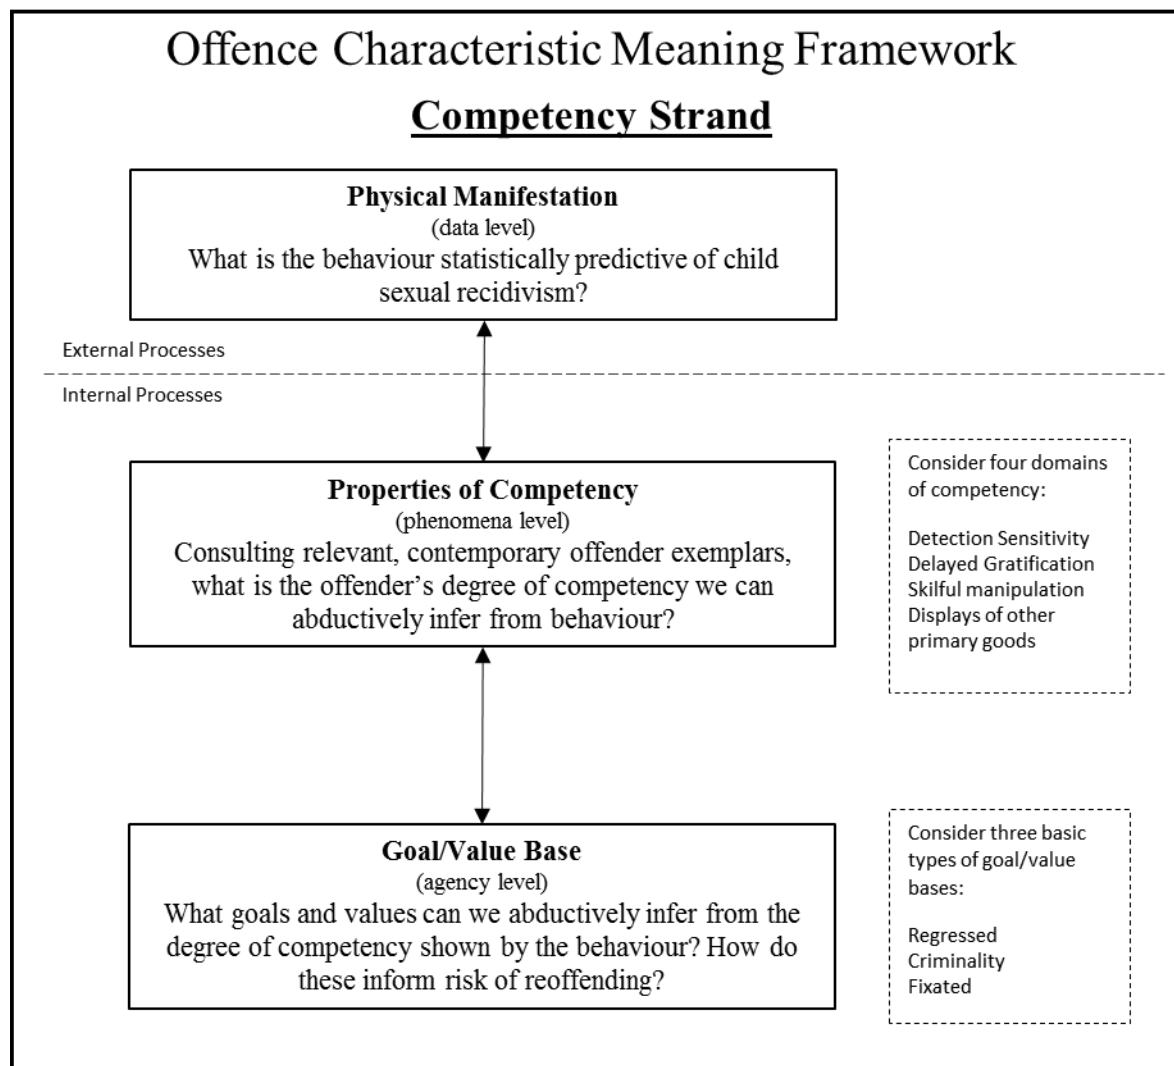 Offence Characteristic Meaning Framework
Competency Strand
Physical Manifestation
(data level)
What is the behaviour statistically predictive of child
sexual recidivism?
External Processes
Internal Processes
Properties of Competency
(phenomena level)
Consulting relevant, contemporary offender exemplars,
what is the offender’s degree of competency we can
abductively infer from behaviour?
Consider four domains
of competency:
Detection Sensitivity
Delayed Gratification
Skilful manipulation
Displays of other
primary goods
Goal/Value Base
(agency level)
What goals and values can we abductively infer from the
degree of competency shown by the behaviour? How do
these inform risk of reoffending?
Consider three basic
types of goal/value
bases:
Regressed
Criminality
Fixated